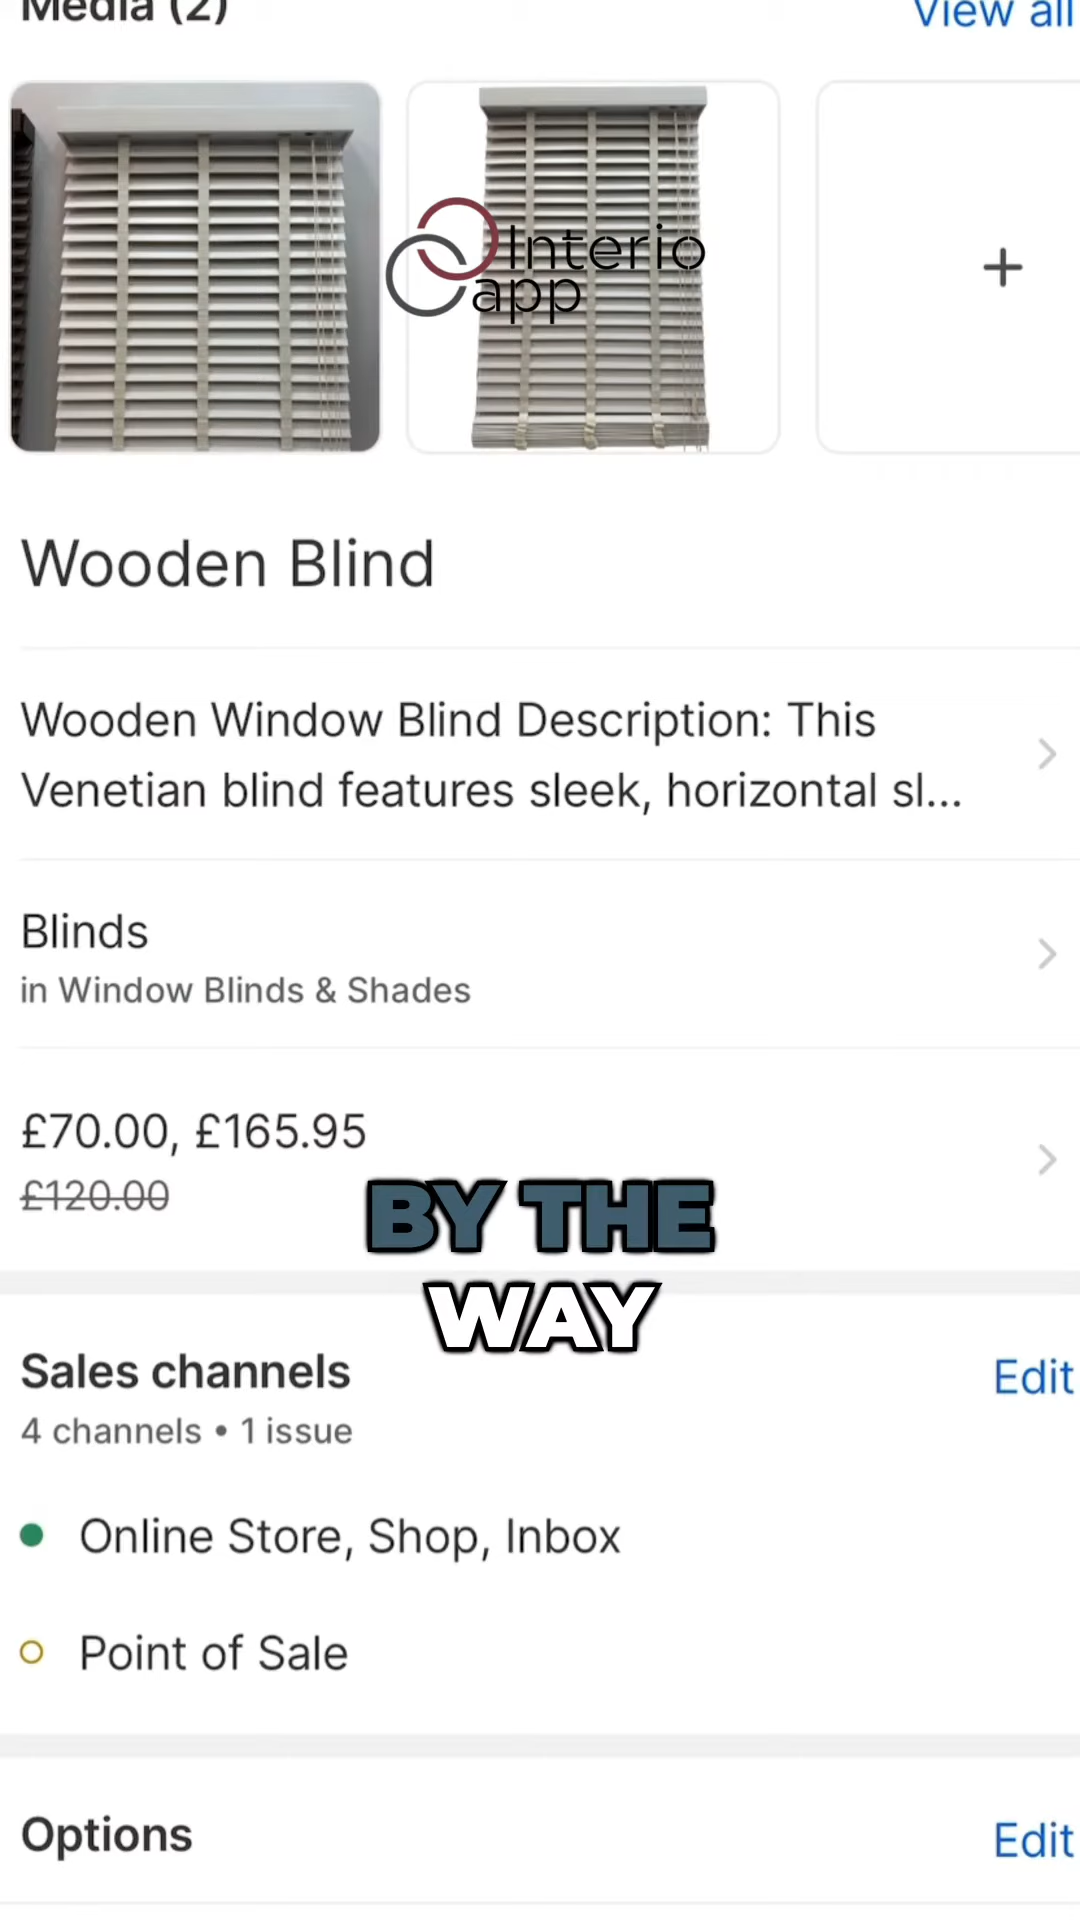 Media (2)
View all
Interio
app
Wooden Blind
Wooden Window Blind Description: This
Venetian blind features sleek, horizontal sl...
Blinds
in Window Blinds & Shades
£70.00, £165.95
£120.00
BY THE
WAY
Sales channels
Edit
4 channels • 1 issue
Online Store, Shop, Inbox
Point of Sale
Options
Edit